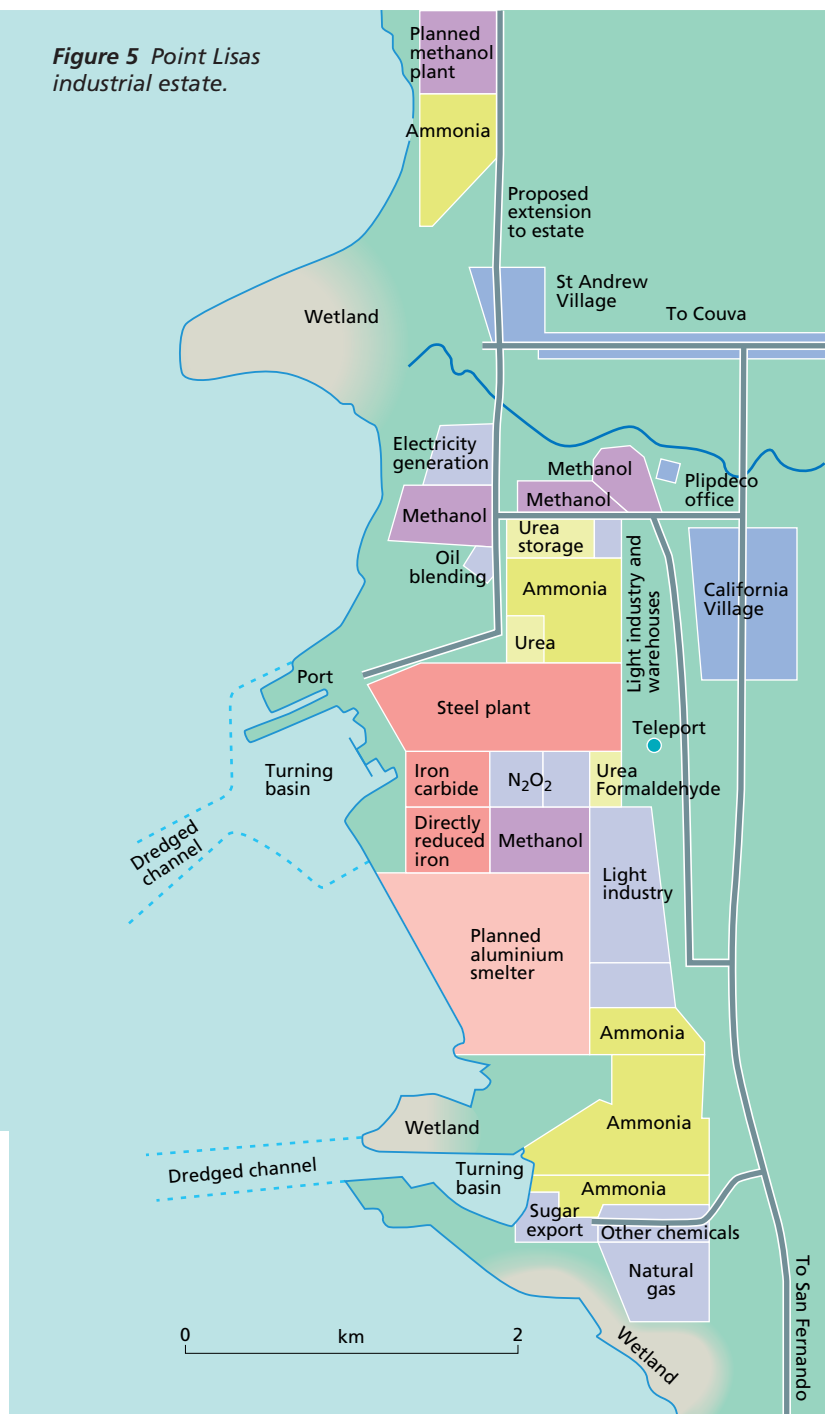 Figure 5 Point Lisas
industrial estate.
Planned
methanol
plant
Ammonia
Proposed
extension
to estate
St Andrew
Village
To Couva
Wetland
Electricity
generation
Methanol
Methanol
Plipdeco
office
Methanol
Oil
blending
Urea
storage
Ammonia
Urea
Light industry and
warehouses
California
Village
Port
Steel plant
Teleport
Turning
basin
Iron
carbide
N2O2
Urea
Formaldehyde
Dredged
channel
Directly
reduced
iron
Methanol
Light
industry
Planned
aluminium
smelter
Ammonia
Ammonia
Wetland
Dredged channel
Turning
basin
Ammonia
Sugar
export
Other chemicals
Natural
gas
To San Fernando
Wetland
0 km 2